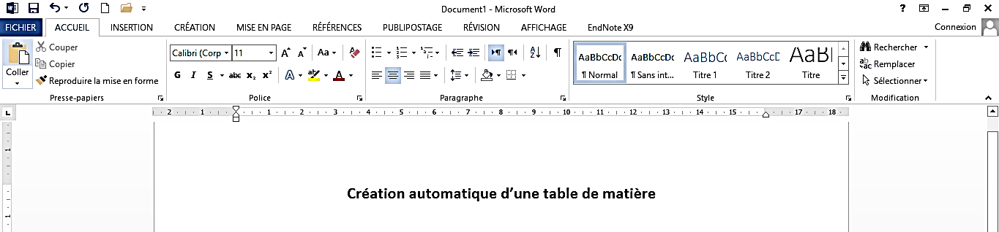 Document1 - Microsoft Word
?
FICHIER ACCUEIL INSERTION CRÉATION MISE EN PAGE RÉFÉRENCES PUBLIPOSTAGE RÉVISION AFFICHAGE EndNote X9 Connexion
Coller
Couper
Copier
Reproduire la mise en forme
Presse-papiers
Calibri (Corp 11 A A Aa A
G I S abc x₂ x² A ab A
Police
Paragraphe
AaBbCcDc AaBbCcDc AaBbCc AaBbCcD AaBl
¶ Normal ¶ Sans int... Titre 1 Titre 2 Titre
Style
Rechercher
Remplacer
Sélectionner
Modification
2 1 1 2 3 4 5 6 7 8 9 10 11 12 13 14 15 17 18
1
1
Création automatique d’une table de matière